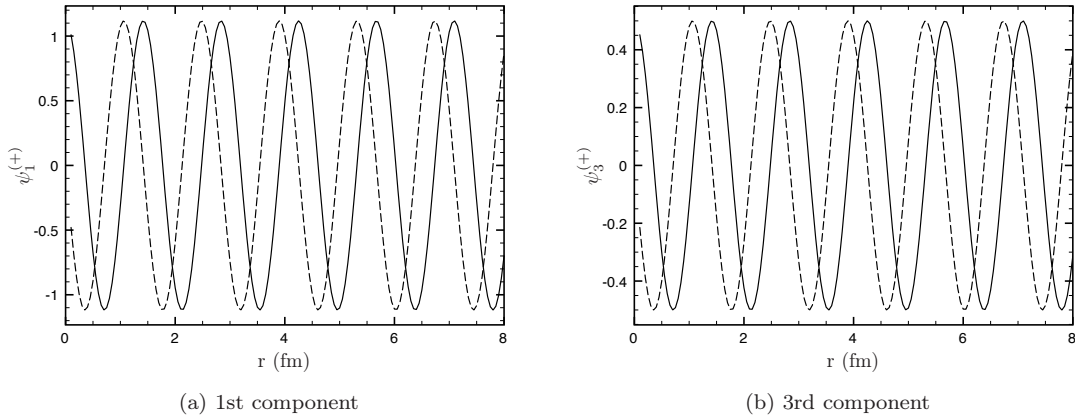 1
0.5
0
-0.5
-1
ψ₁⁽⁺⁾
0 2 4 6 8
r (fm)
(a) 1st component
0.4
0.2
0
-0.2
-0.4
ψ₃⁽⁺⁾
0 2 4 6 8
r (fm)
(b) 3rd component